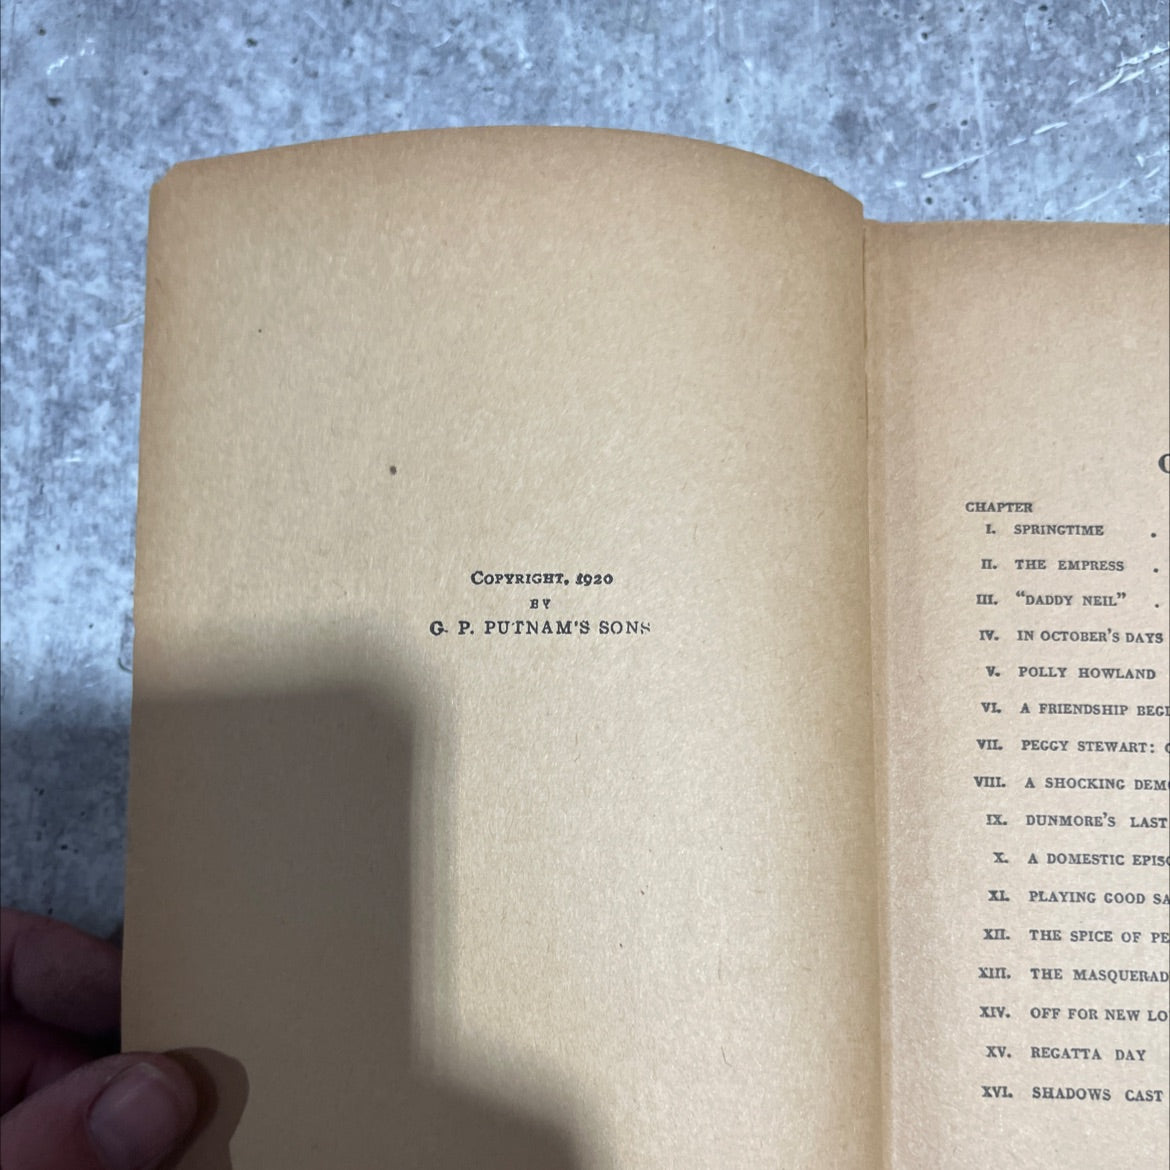 COPYRIGHT, 1920
BY
G. P. PUTNAM'S SONS
CHAPTER
I. SPRINGTIME .
II. THE EMPRESS .
III. "DADDY NEIL" .
IV. IN OCTOBER'S DAYS
V. POLLY HOWLAND
VI. A FRIENDSHIP
VII. PEGGY STEWART:
VIII. A SHOCKING
IX. DUNMORE'S LAST
X. A DOMESTIC
XI. PLAYING GOOD
XII. THE SPICE OF
XIII. THE
XIV. OFF FOR NEW
XV. REGATTA DAY
XVI. SHADOWS CAST